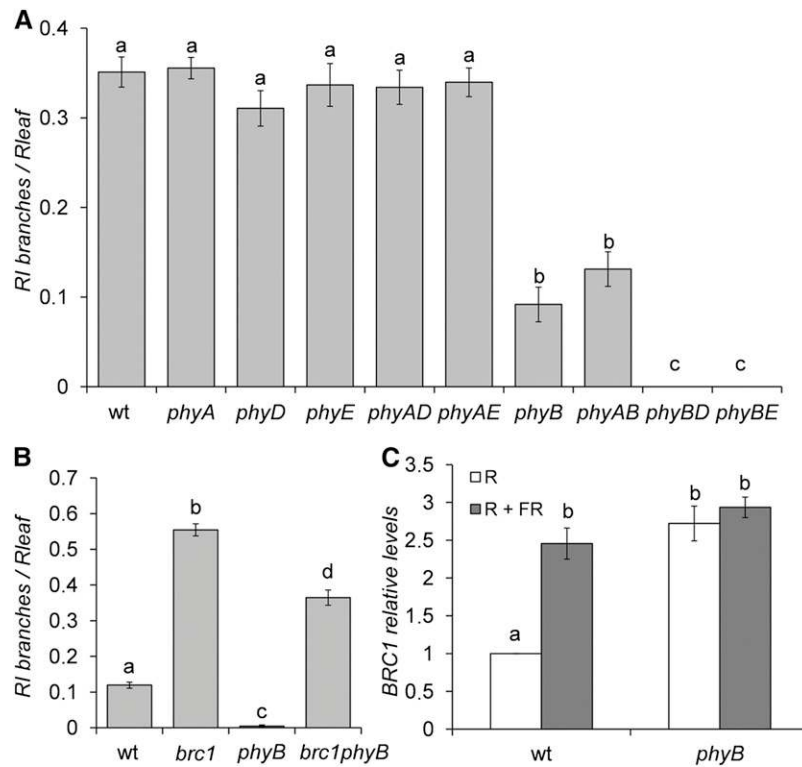 A
RI branches / Rleaf
0.4
0.3
0.2
0.1
0
a
a
a
a
a
a
b
b
c
c
wt
phyA
phyD
phyE
phyAD
phyAE
phyB
phyAB
phyBD
phyBE
B
RI branches / Rleaf
0.7
0.6
0.5
0.4
0.3
0.2
0.1
0
a
b
c
d
wt
brc1
phyB
brc1phyB
C
BRC1 relative levels
3.5
3
2.5
2
1.5
1
0.5
0
R
R + FR
a
b
b
b
wt
phyB